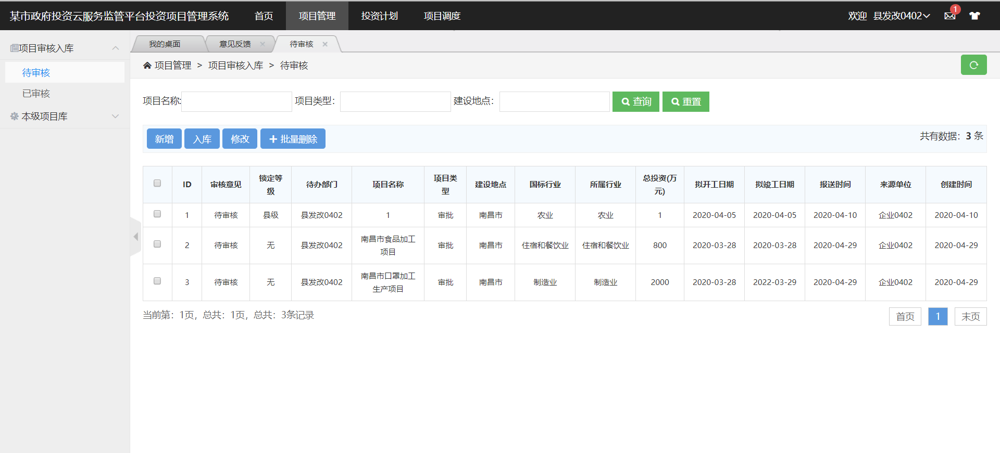 某市政府投资云服务监管平台投资项目管理系统 首页 项目管理 投资计划 项目调度 欢迎 县发改0402 1
项目审核入库
待审核
已审核
本级项目库
我的桌面 意见反馈 待审核
项目管理 > 项目审核入库 > 待审核
项目名称: 项目类型： 建设地点： 查询 重置
新增 入库 修改 批量删除 共有数据：3 条
ID 审核意见 锁定等级 待办部门 项目名称 项目类型 建设地点 国标行业 所属行业 总投资(万元) 拟开工日期 拟竣工日期 报送时间 来源单位 创建时间
1 待审核 县级 县发改0402 1 审批 南昌市 农业 农业 1 2020-04-05 2020-04-05 2020-04-10 企业0402 2020-04-10
2 待审核 无 县发改0402 南昌市食品加工项目 审批 南昌市 住宿和餐饮业 住宿和餐饮业 800 2020-03-28 2020-03-28 2020-04-29 企业0402 2020-04-29
3 待审核 无 县发改0402 南昌市口罩加工生产项目 审批 南昌市 制造业 制造业 2000 2020-03-28 2022-03-29 2020-04-29 企业0402 2020-04-29
当前第：1页，总共：1页，总共：3条记录 首页 1 末页